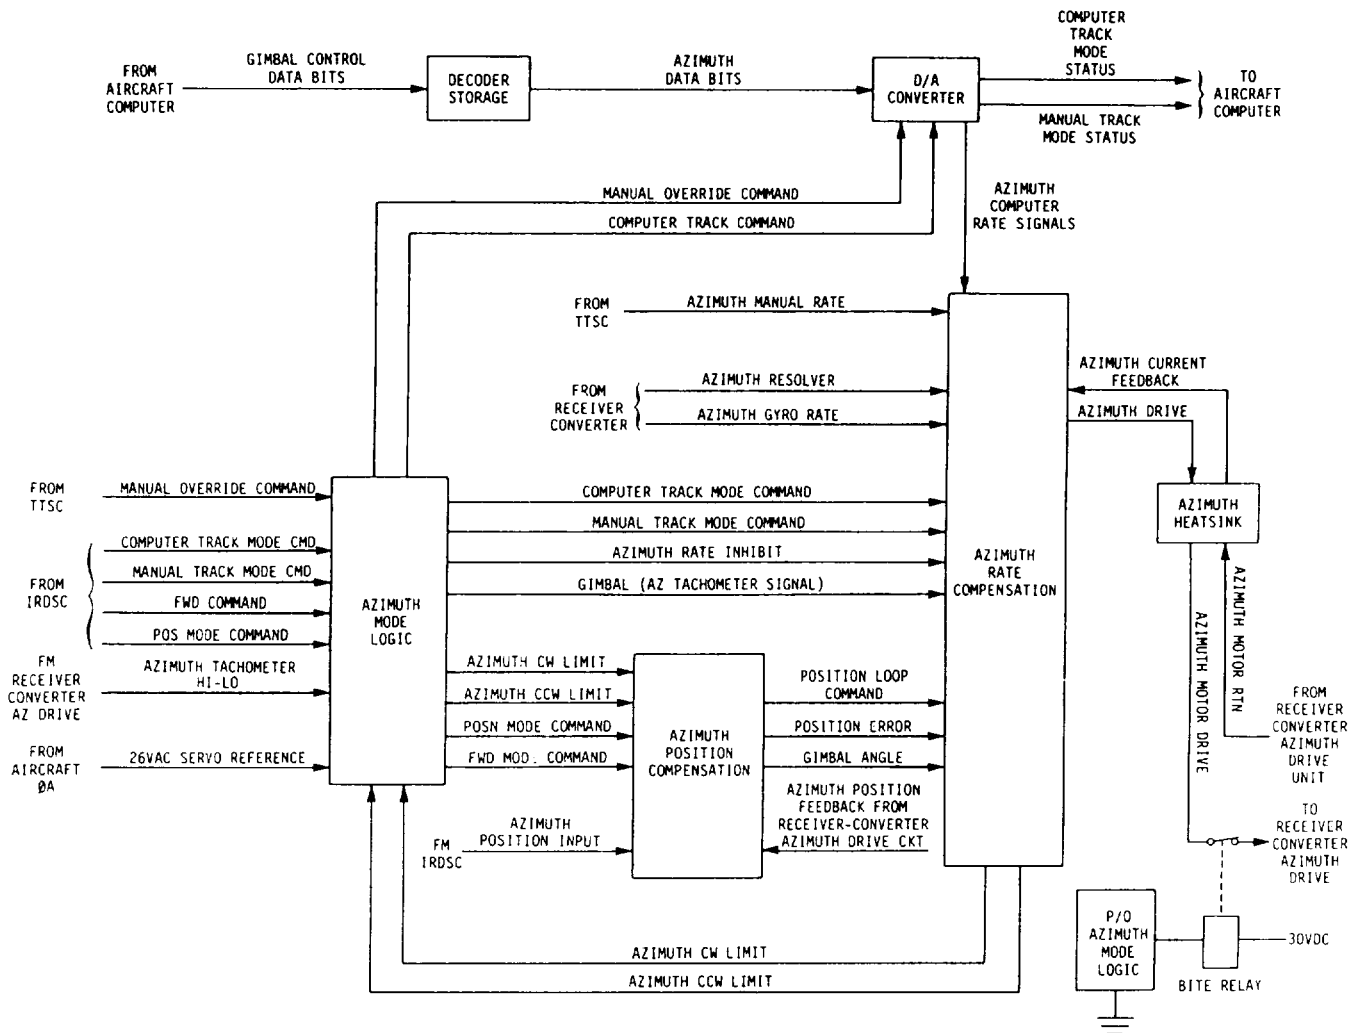 FROM
AIRCRAFT
COMPUTER
GIMBAL CONTROL
DATA BITS
DECODER
STORAGE
AZIMUTH
DATA BITS
D/A
CONVERTER
COMPUTER
TRACK
MODE
STATUS
MANUAL TRACK
MODE STATUS
TO
AIRCRAFT
COMPUTER
MANUAL OVERRIDE COMMAND
COMPUTER TRACK COMMAND
AZIMUTH
COMPUTER
RATE SIGNALS
FROM
TTSC
AZIMUTH MANUAL RATE
FROM
RECEIVER
CONVERTER
AZIMUTH RESOLVER
AZIMUTH GYRO RATE
AZIMUTH CURRENT
FEEDBACK
AZIMUTH DRIVE
AZIMUTH
HEATSINK
FROM
TTSC
MANUAL OVERRIDE COMMAND
FROM
IRDSC
COMPUTER TRACK MODE CMD
MANUAL TRACK MODE CMD
FWD COMMAND
POS MODE COMMAND
FM
RECEIVER
CONVERTER
AZ DRIVE
AZIMUTH TACHOMETER
HI-LO
FROM
AIRCRAFT
ØA
26VAC SERVO REFERENCE
AZIMUTH
MODE
LOGIC
COMPUTER TRACK MODE COMMAND
MANUAL TRACK MODE COMMAND
AZIMUTH RATE INHIBIT
GIMBAL (AZ TACHOMETER SIGNAL)
AZIMUTH
RATE
COMPENSATION
AZIMUTH CW LIMIT
AZIMUTH CCW LIMIT
POSN MODE COMMAND
FWD MOD. COMMAND
AZIMUTH
POSITION
COMPENSATION
POSITION LOOP
COMMAND
POSITION ERROR
GIMBAL ANGLE
AZIMUTH POSITION
FEEDBACK FROM
RECEIVER-CONVERTER
AZIMUTH DRIVE CKT
FM
IRDSC
AZIMUTH
POSITION INPUT
AZIMUTH MOTOR DRIVE
AZIMUTH MOTOR RTN
FROM
RECEIVER
CONVERTER
AZIMUTH
DRIVE
UNIT
TO
RECEIVER
CONVERTER
AZIMUTH
DRIVE
AZIMUTH CW LIMIT
AZIMUTH CCW LIMIT
P/O
AZIMUTH
MODE
LOGIC
30VDC
BITE RELAY